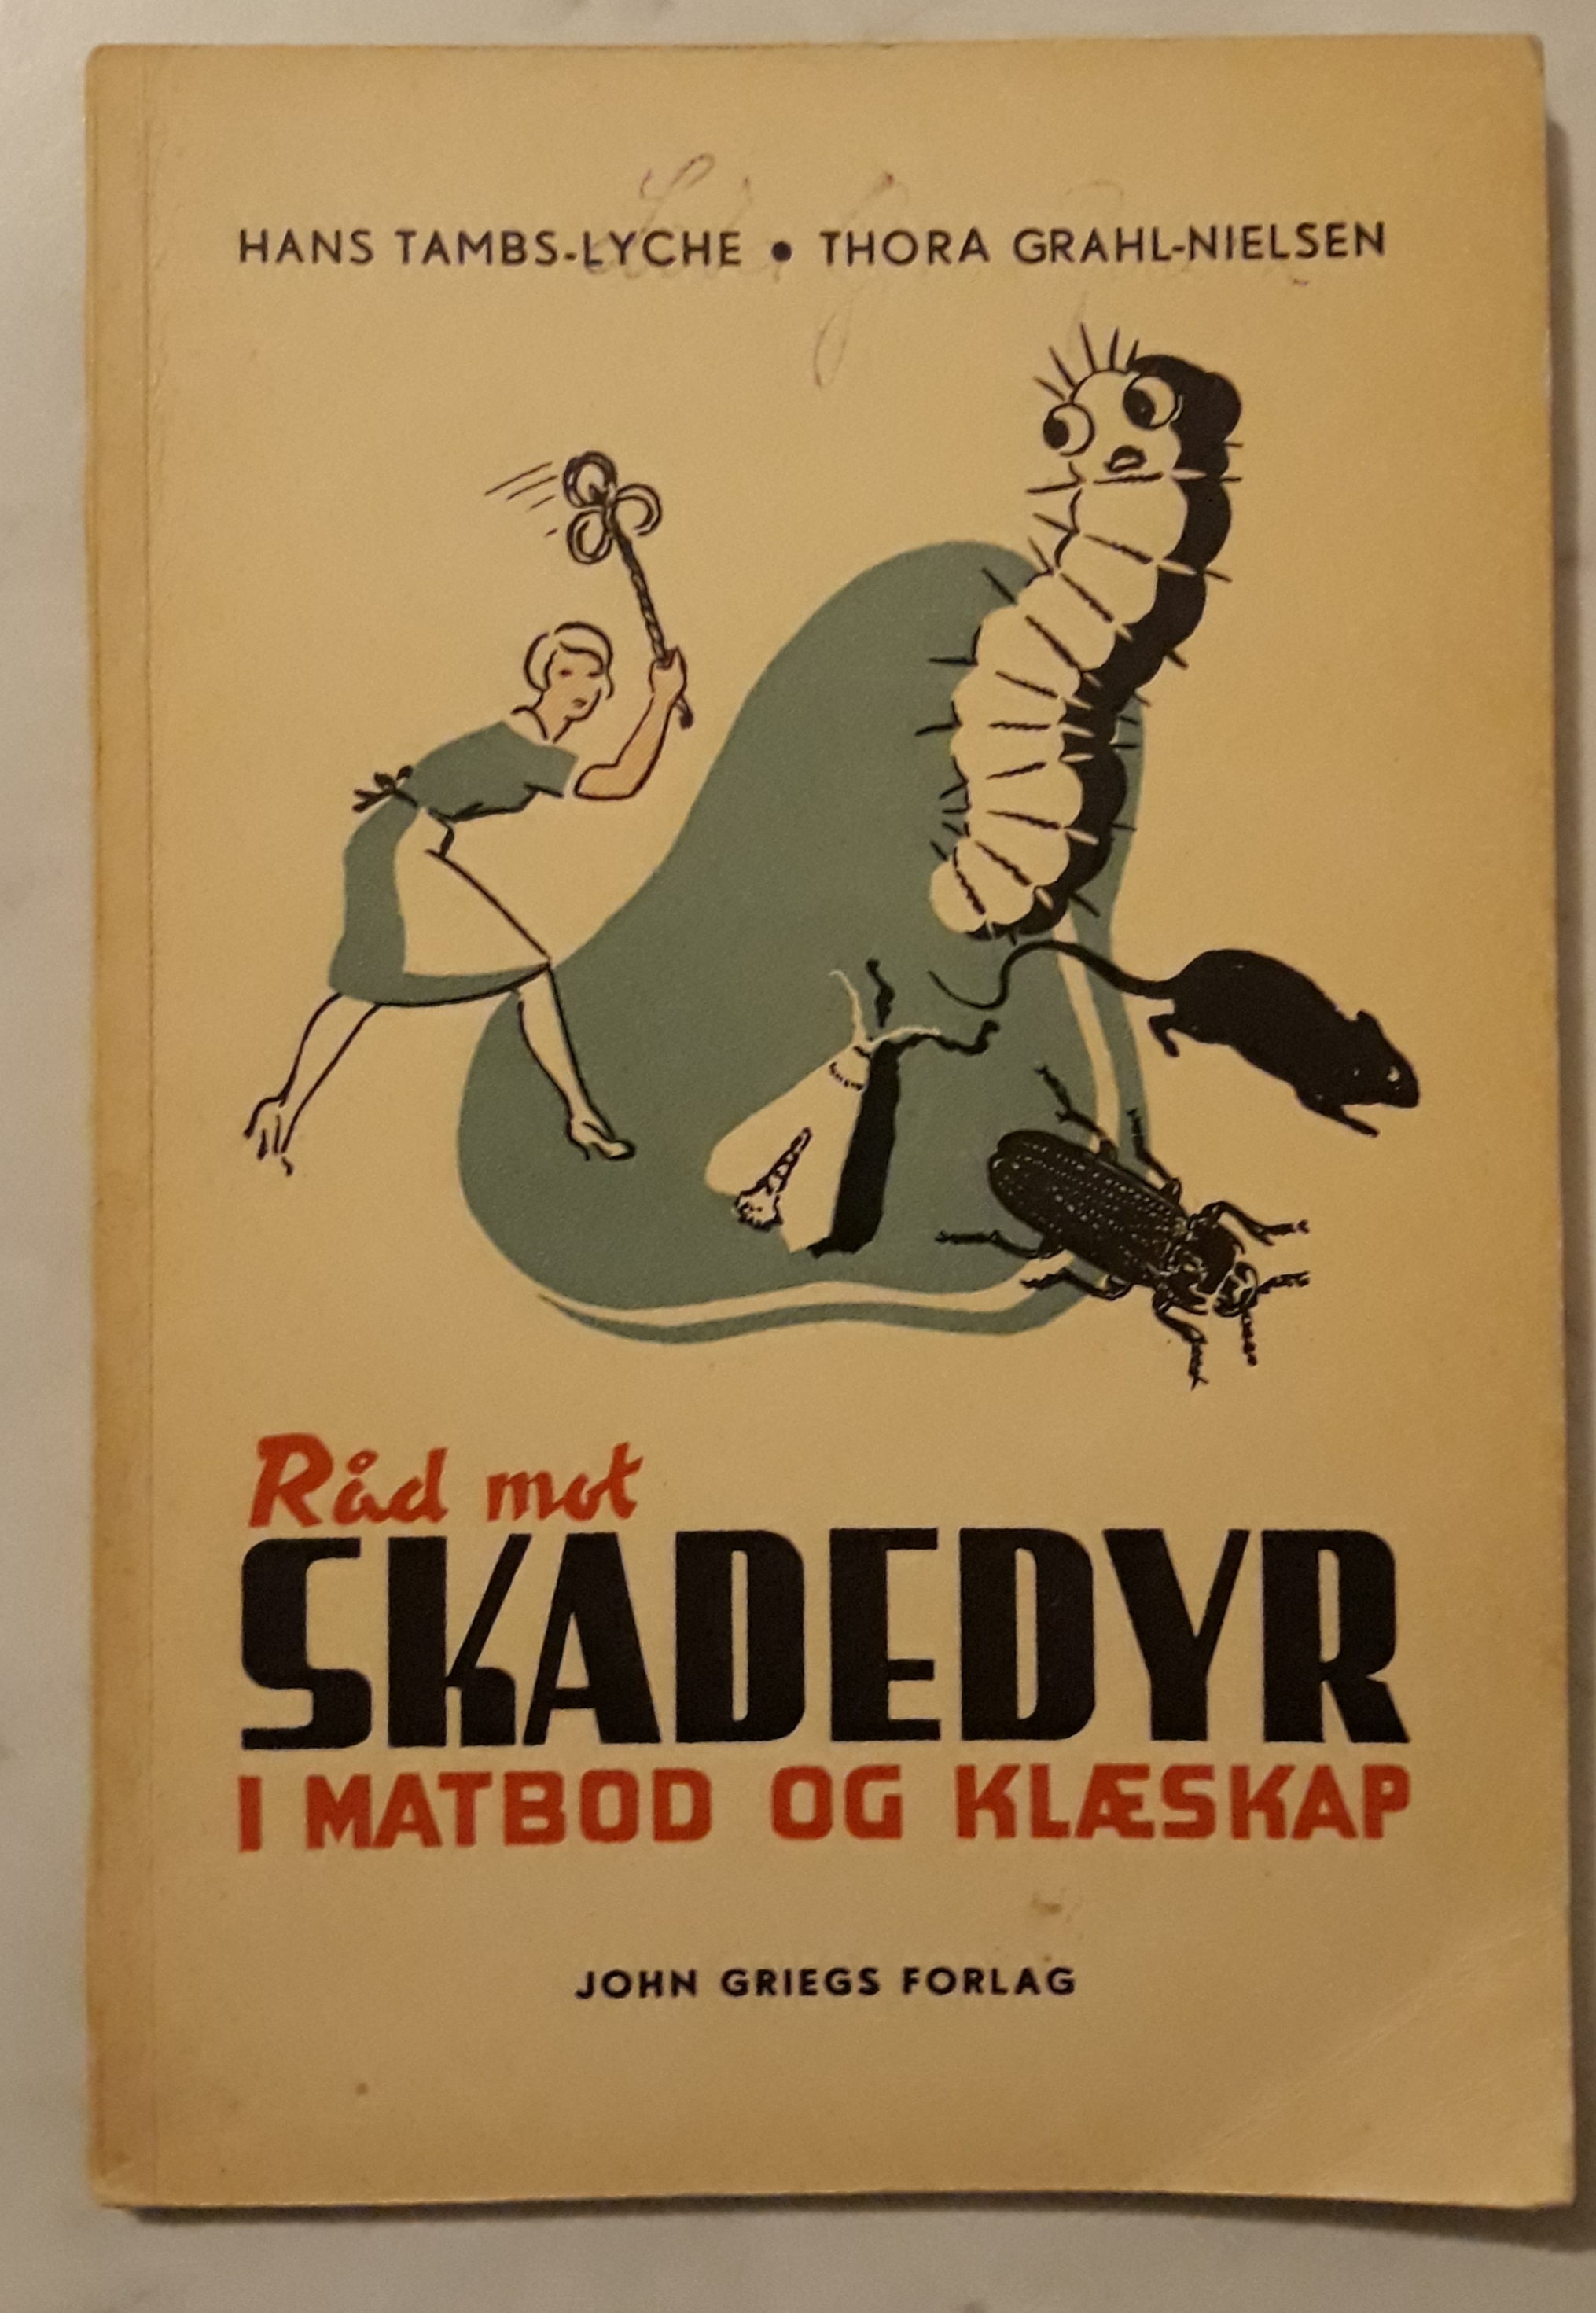 HANS TAMBS-LYCHE • THORA GRAHL-NIELSEN
Råd mot
SKADEDYR
I MATBOD OG KLÆSKAP
JOHN GRIEGS FORLAG